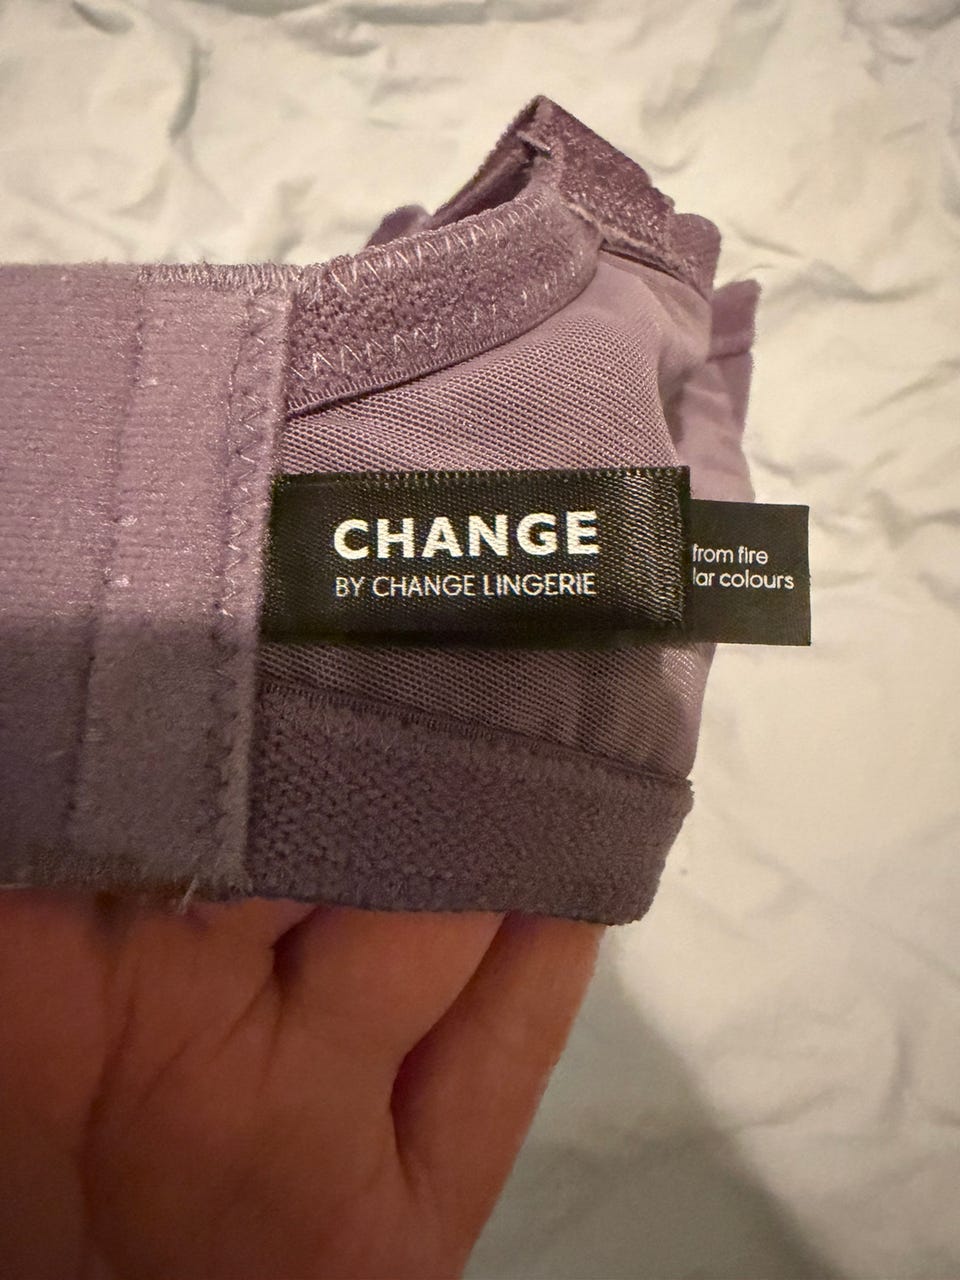 CHANGE
BY CHANGE LINGERIE
from fire
lar colours